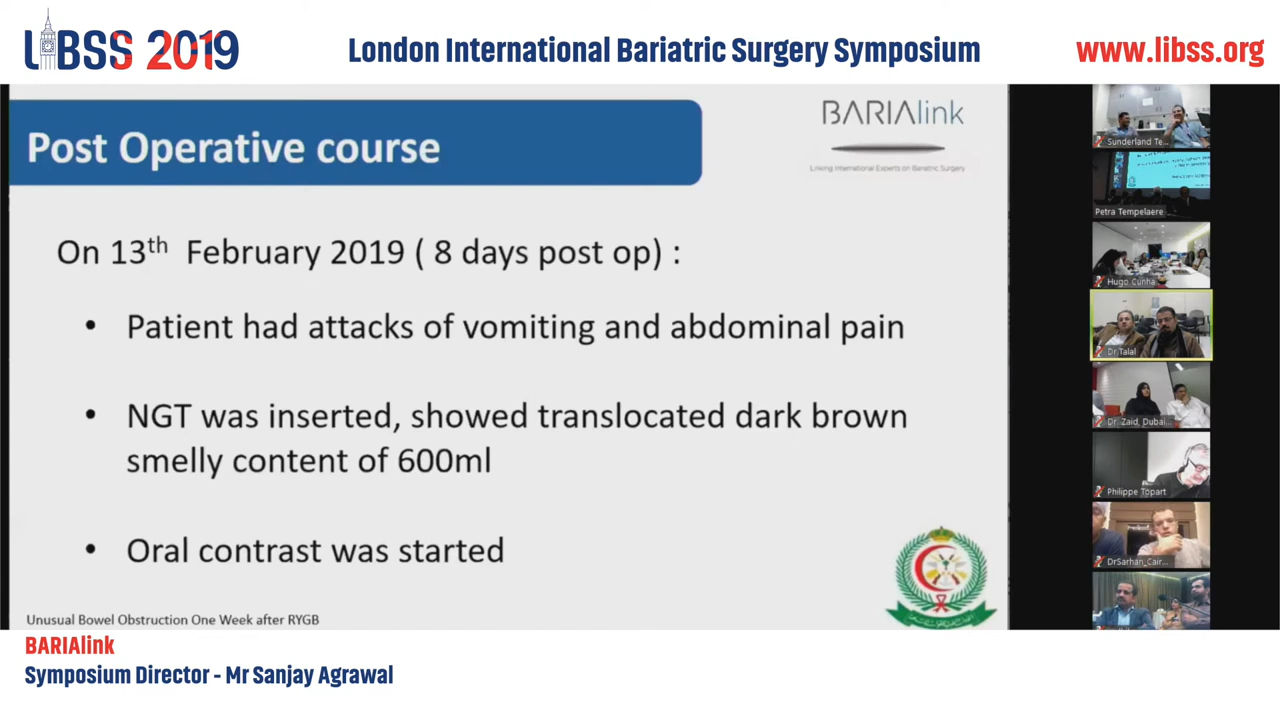 LIBSS 2019
London International Bariatric Surgery Symposium
www.libss.org
Post Operative course
BARIAlink
Linking International Experts on Bariatric Surgery
On 13th February 2019 ( 8 days post op) :
• Patient had attacks of vomiting and abdominal pain
• NGT was inserted, showed translocated dark brown
smelly content of 600ml
• Oral contrast was started
Unusual Bowel Obstruction One Week after RYGB
Sunderland Te...
Petra Tempelaere
Hugo Cunha
Dr Talal
Dr. Zaid, Dubai...
Philippe Topart
DrSarhan_Cair...
BARIAlink
Symposium Director - Mr Sanjay Agrawal